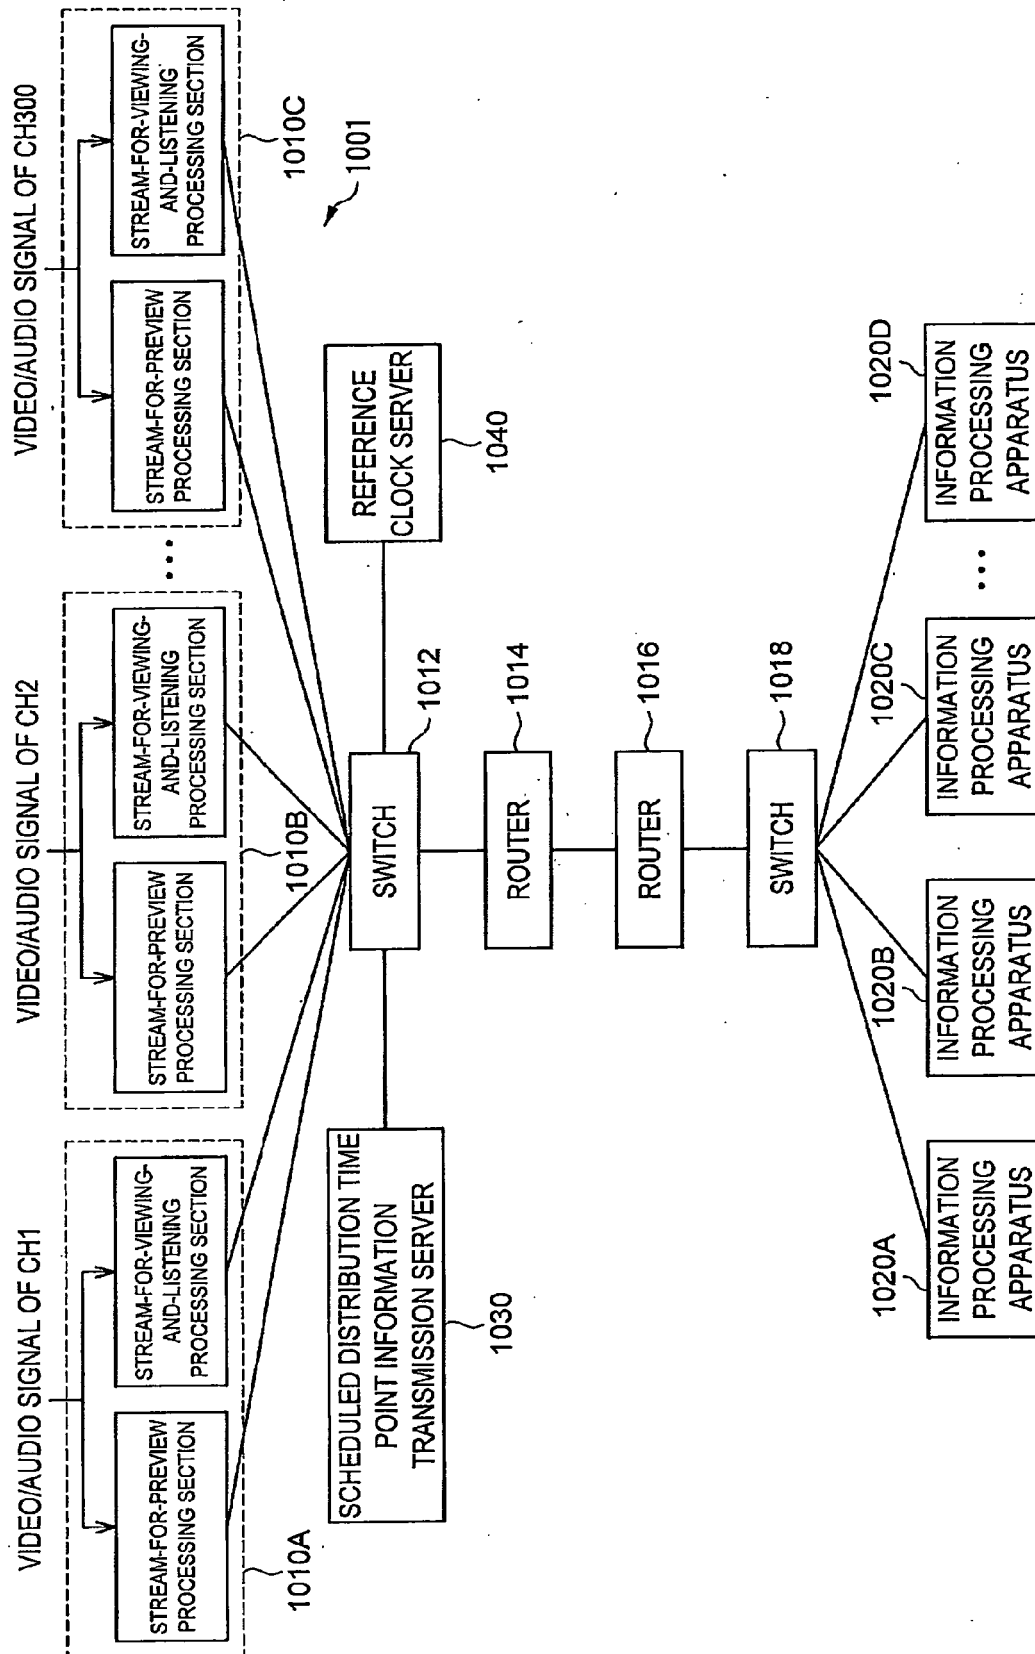 VIDEO/AUDIO SIGNAL OF CH1
VIDEO/AUDIO SIGNAL OF CH2
VIDEO/AUDIO SIGNAL OF CH300
STREAM-FOR-PREVIEW
PROCESSING SECTION
STREAM-FOR-VIEWING-
AND-LISTENING
PROCESSING SECTION
STREAM-FOR-PREVIEW
PROCESSING SECTION
STREAM-FOR-VIEWING-
AND-LISTENING
PROCESSING SECTION
...
STREAM-FOR-PREVIEW
PROCESSING SECTION
STREAM-FOR-VIEWING-
AND-LISTENING
PROCESSING SECTION
1010A
1010B
1010C
1001
SCHEDULED DISTRIBUTION TIME
POINT INFORMATION
TRANSMISSION SERVER
1030
SWITCH
1012
REFERENCE
CLOCK SERVER
1040
ROUTER
1014
ROUTER
1016
SWITCH
1018
1020A
1020B
1020C
1020D
INFORMATION
PROCESSING
APPARATUS
INFORMATION
PROCESSING
APPARATUS
INFORMATION
PROCESSING
APPARATUS
...
INFORMATION
PROCESSING
APPARATUS